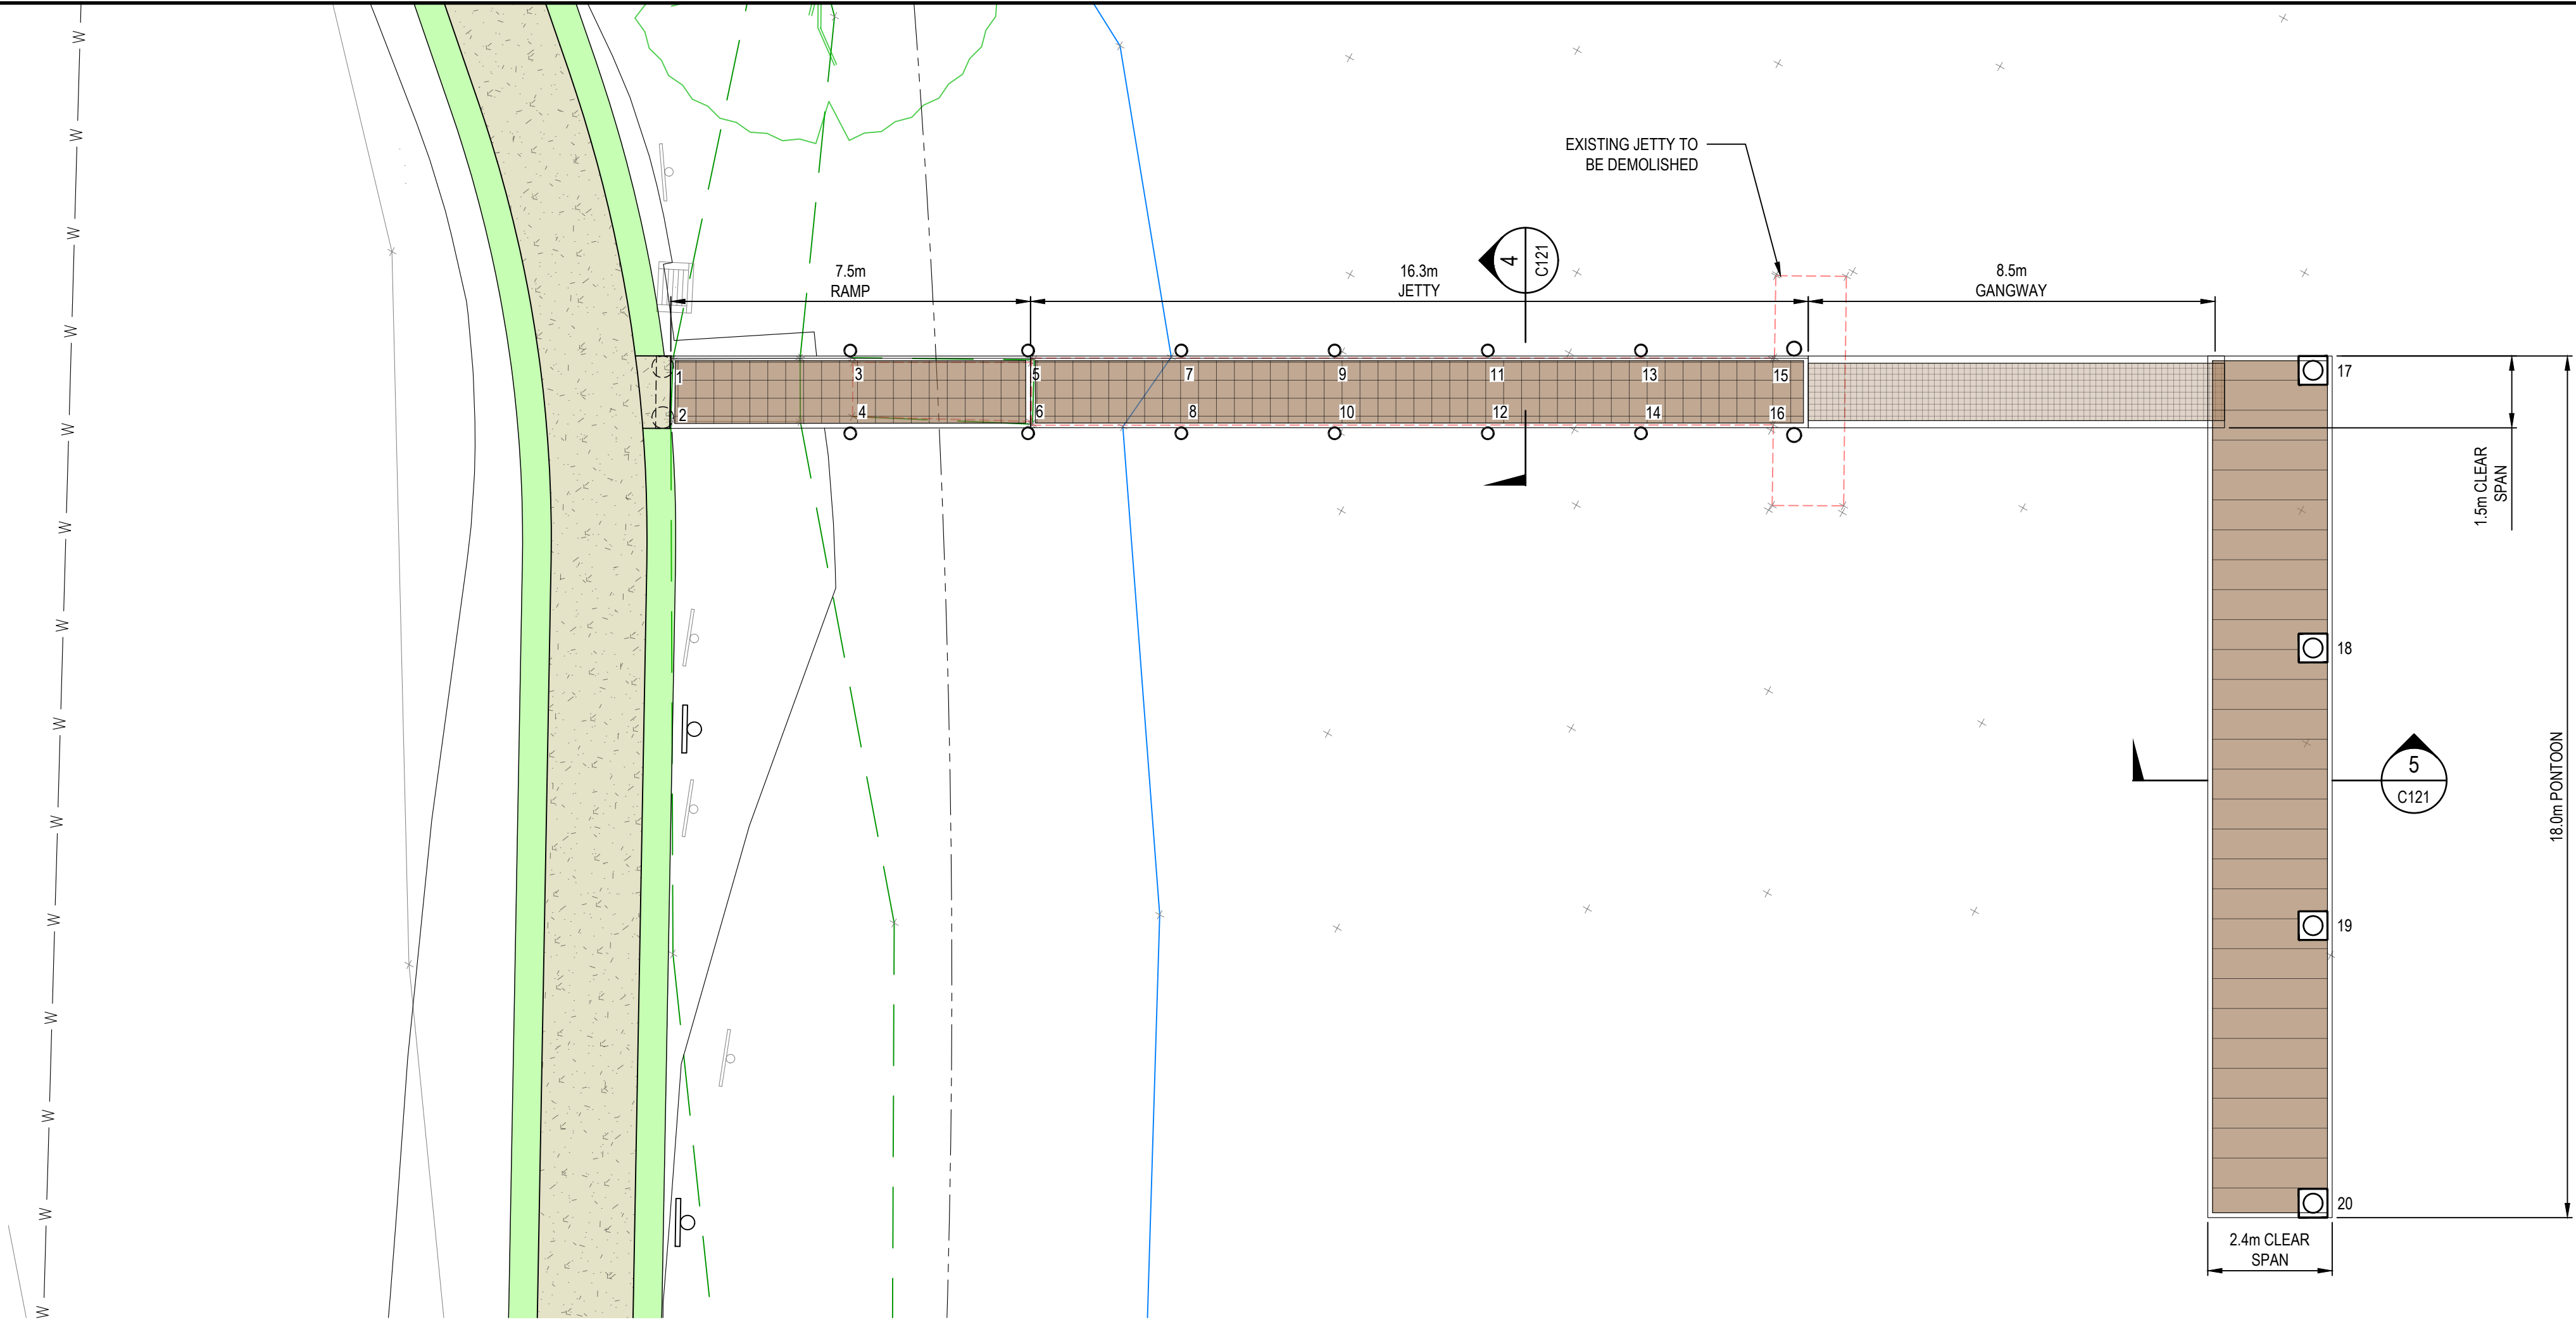 EXISTING JETTY TO
BE DEMOLISHED
4
C121
7.5m
RAMP
16.3m
JETTY
8.5m
GANGWAY
1
3
5
7
9
11
13
15
17
2
4
6
8
10
12
14
16
1.5m CLEAR
SPAN
18
5
C121
18.0m PONTOON
19
20
2.4m CLEAR
SPAN
W
W
W
W
W
W
W
W
W
W
W
W
W
W